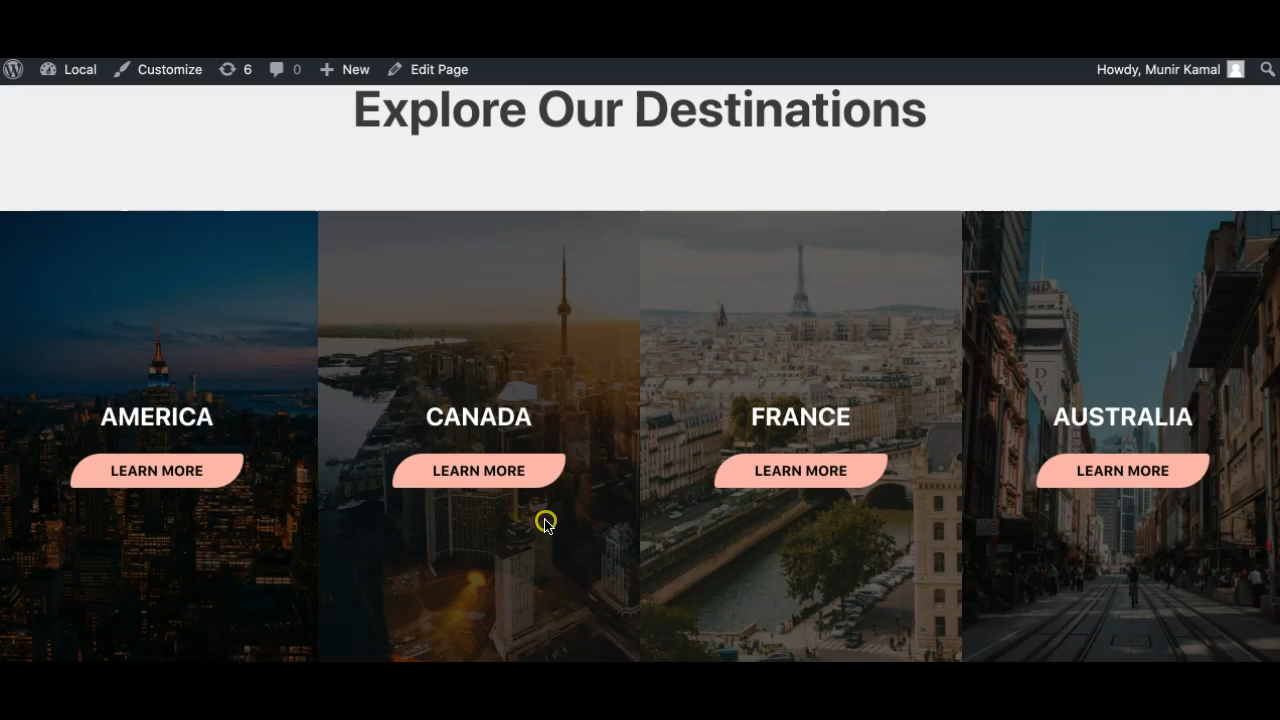 Local Customize 6 0 New Edit Page Howdy, Munir Kamal
Explore Our Destinations
AMERICA CANADA FRANCE AUSTRALIA
LEARN MORE LEARN MORE LEARN MORE LEARN MORE